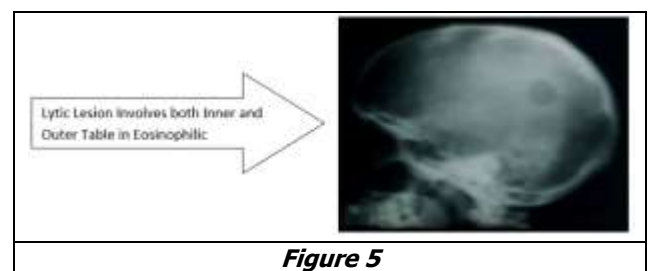 Lytic Lesion Involves both Inner and
Outer Table in Eosinophilic
Figure 5